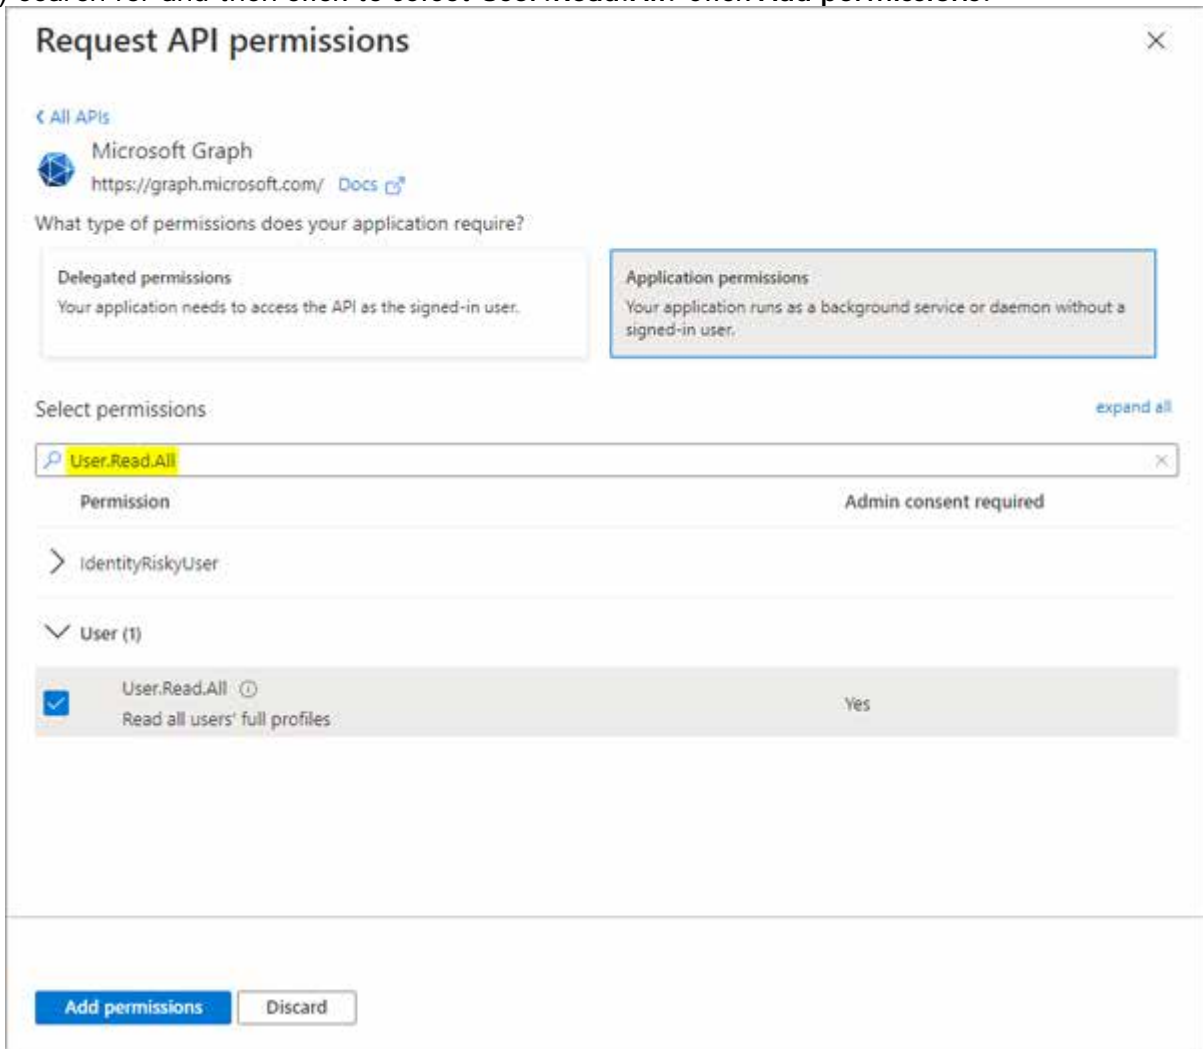 Request API permissions
All APIs
Microsoft Graph
https://graph.microsoft.com/ Docs
What type of permissions does your application require?
Delegated permissions
Your application needs to access the API as the signed-in user.
Application permissions
Your application runs as a background service or daemon without a
signed-in user.
Select permissions
expand all
User.Read.All
Permission Admin consent required
IdentityRiskyUser
User (1)
User.Read.All
Read all users' full profiles
Yes
Add permissions Discard